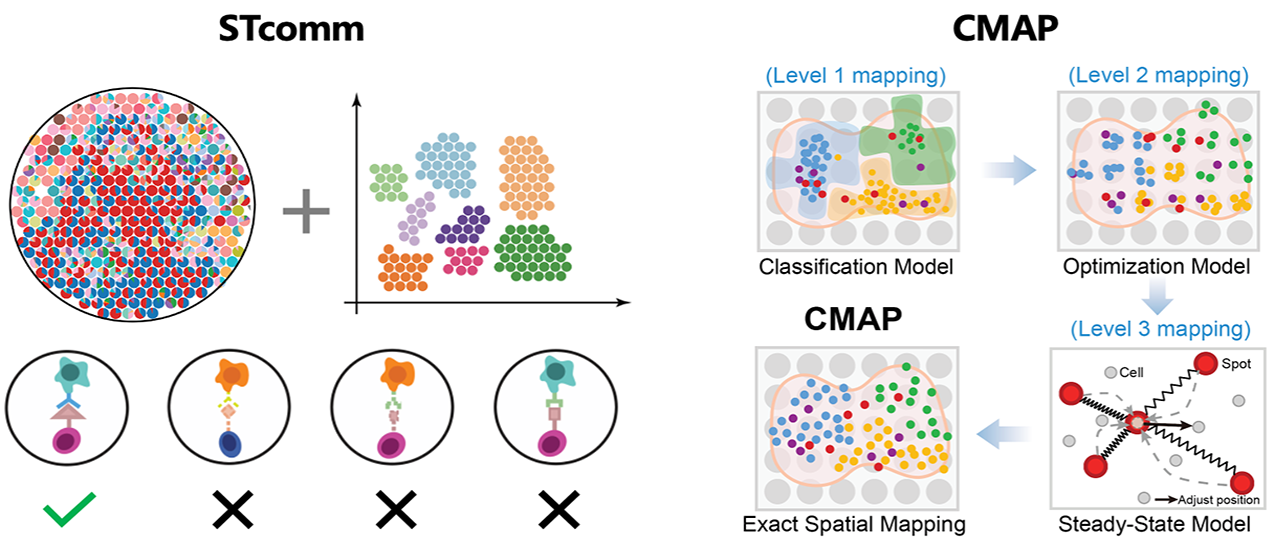 STcomm
CMAP
(Level 1 mapping)
(Level 2 mapping)
Classification Model
Optimization Model
CMAP
(Level 3 mapping)
Cell
Spot
Adjust position
Exact Spatial Mapping
Steady-State Model